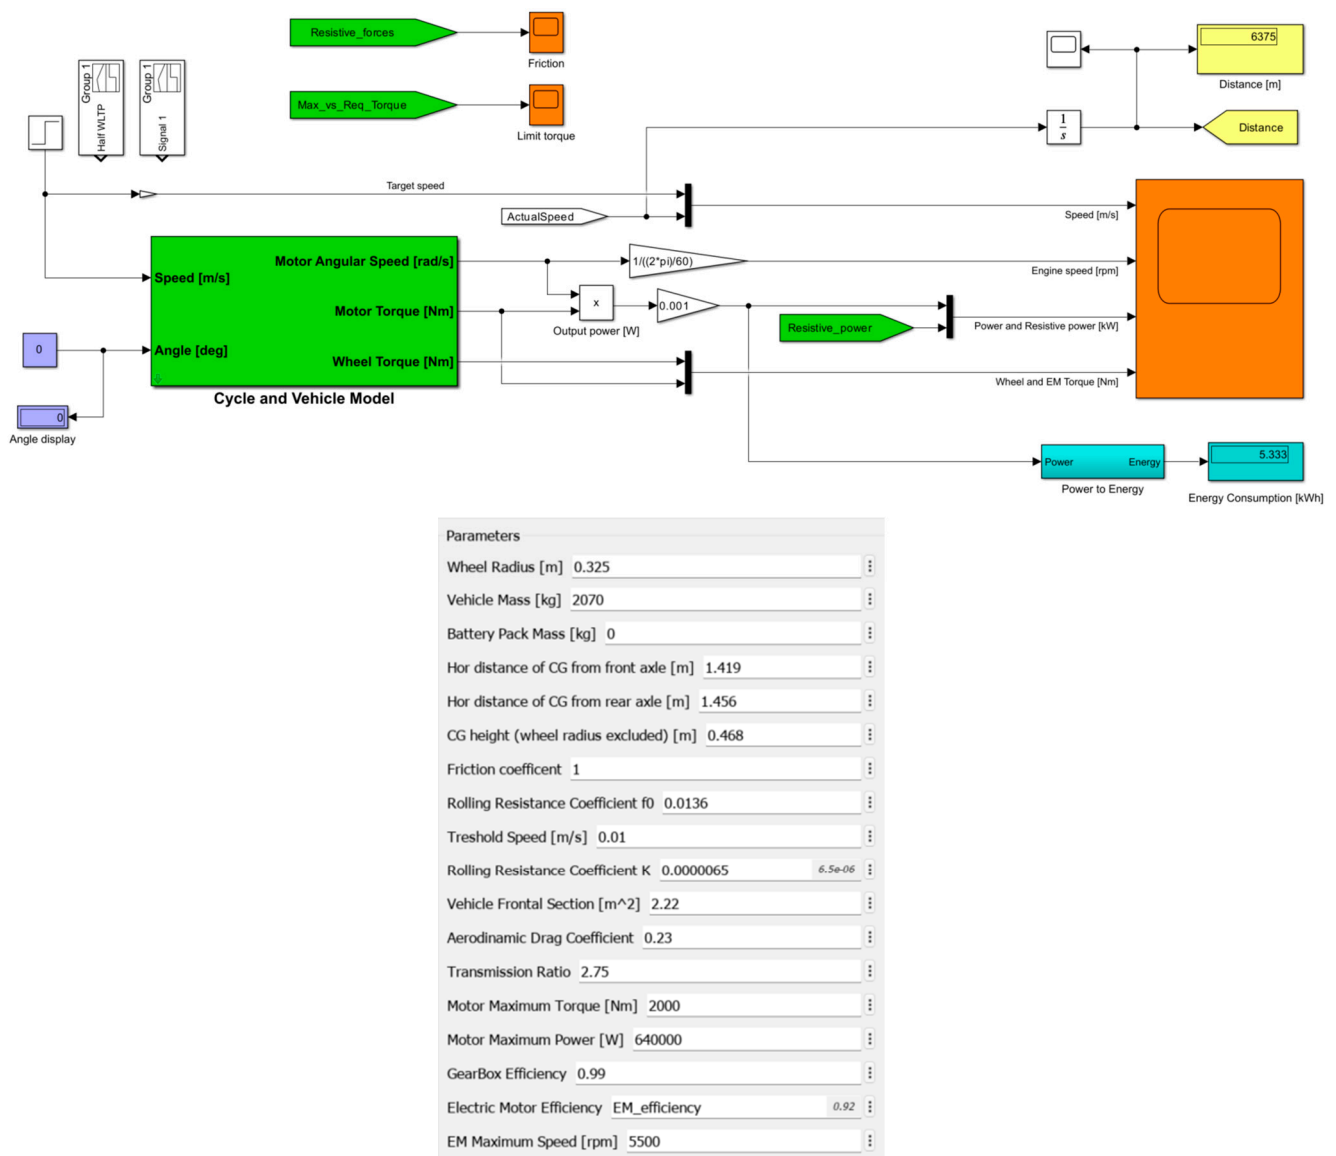 Resistive_forces
Friction
6375
Distance [m]
Group 1
Half WLTP
Group 1
Signal 1
Max_vs_Req_Torque
Limit torque
1
s
Distance
Target speed
ActualSpeed
Speed [m/s]
Motor Angular Speed [rad/s]
Speed [m/s]
1/((2*pi)/60)
Engine speed [rpm]
Motor Torque [Nm]
x
0.001
Output power [W]
Resistive_power
Power and Resistive power [kW]
0
Angle [deg]
Wheel Torque [Nm]
Wheel and EM Torque [Nm]
Cycle and Vehicle Model
0
Angle display
Power
Energy
5.333
Power to Energy
Energy Consumption [kWh]
Parameters
Wheel Radius [m] 0.325
Vehicle Mass [kg] 2070
Battery Pack Mass [kg] 0
Hor distance of CG from front axle [m] 1.419
Hor distance of CG from rear axle [m] 1.456
CG height (wheel radius excluded) [m] 0.468
Friction coefficent 1
Rolling Resistance Coefficient f0 0.0136
Treshold Speed [m/s] 0.01
Rolling Resistance Coefficient K 0.0000065 6.5e-06
Vehicle Frontal Section [m^2] 2.22
Aerodinamic Drag Coefficient 0.23
Transmission Ratio 2.75
Motor Maximum Torque [Nm] 2000
Motor Maximum Power [W] 640000
GearBox Efficiency 0.99
Electric Motor Efficiency EM_efficiency 0.92
EM Maximum Speed [rpm] 5500